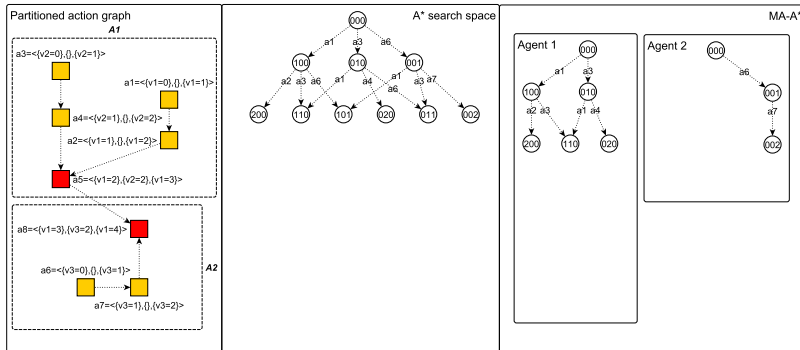 Partitioned action graph
A1
a3=<{v2=0},{},{v2=1}>
a1=<{v1=0},{},{v1=1}>
a4=<{v2=1},{},{v2=2}>
a2=<{v1=1},{},{v1=2}>
a5=<{v1=2},{v2=2},{v1=3}>
a8=<{v1=3},{v3=2},{v1=4}>
a6=<{v3=0},{},{v3=1}>
A2
a7=<{v3=1},{},{v3=2}>
A* search space
000
a1 a3 a6
100 010 001
a2 a3 a6 a1 a4 a6 a1 a3 a7
200 110 101 020 011 002
MA-A*
Agent 1
000
a1 a3
100 010
a2 a3 a1 a4
200 110 020
Agent 2
000
a6
001
a7
002